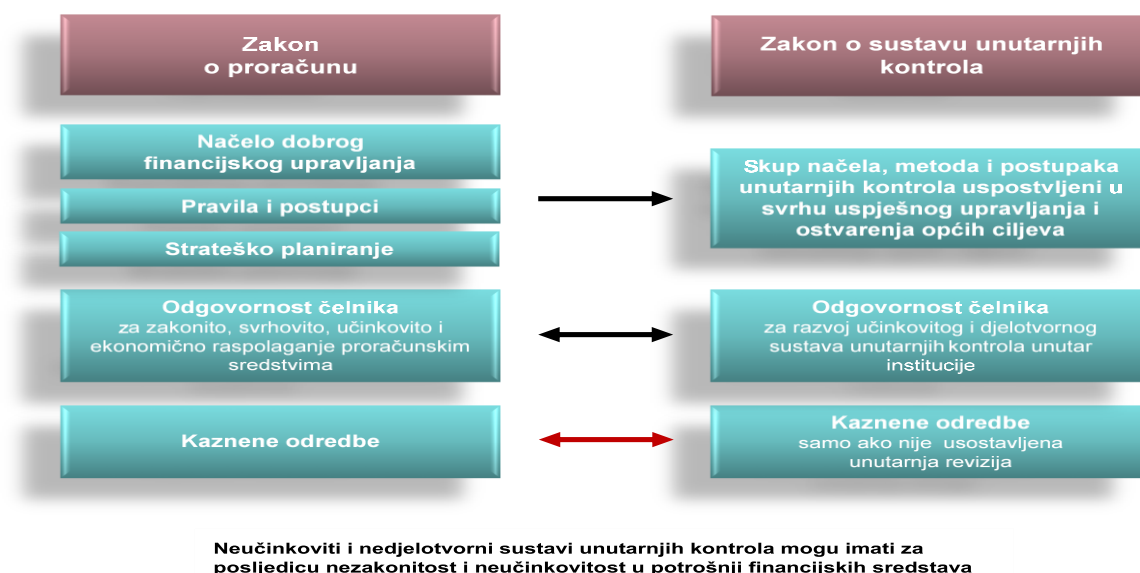 Zakon
o proračunu
Načelo dobrog
financijskog upravljanja
Pravila i postupci
Strateško planiranje
Odgovornost čelnika
za zakonito, svrhovito, učinkovito i
ekonomično raspolaganje proračunskim
sredstvima
Kaznene odredbe
Zakon o sustavu unutarnjih
kontrola
Skup načela, metoda i postupaka
unutarnjih kontrola uspostvljeni u
svrhu uspješnog upravljanja i
ostvarenja općih ciljeva
Odgovornost čelnika
za razvoj učinkovitog i djelotvornog
sustava unutarnjih kontrola unutar
institucije
Kaznene odredbe
samo ako nije usostavljena
unutarnja revizija
Neučinkoviti i nedjelotvorni sustavi unutarnjih kontrola mogu imati za
posljedicu nezakonitost i neučinkovitost u potrošnji financijskih sredstava